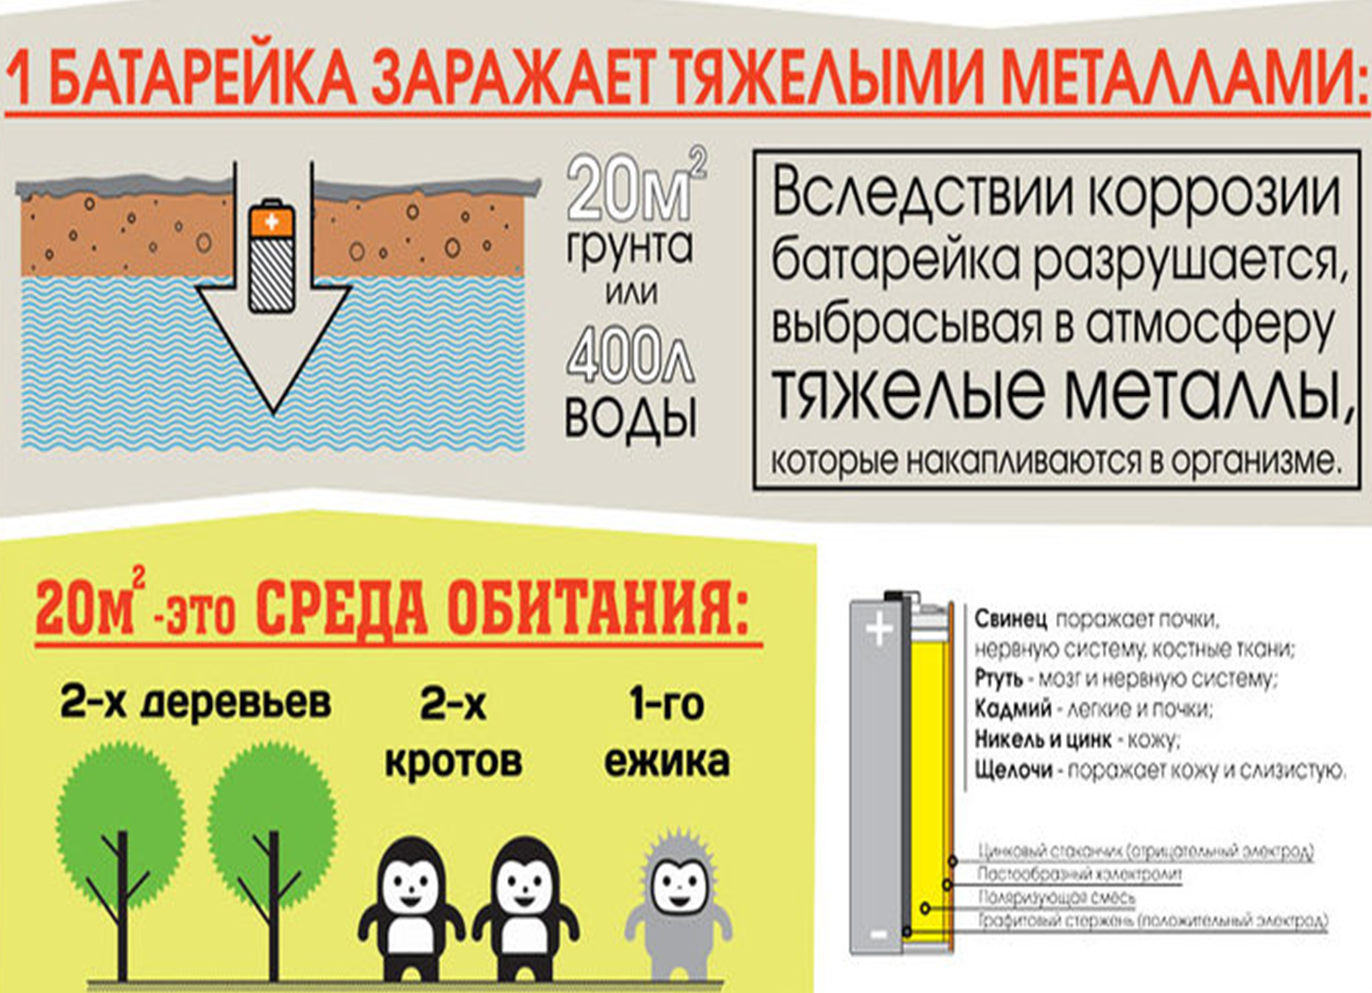 1 БАТАРЕЙКА ЗАРАЖАЕТ ТЯЖЕЛЫМИ МЕТАЛЛАМИ:
20м²
грунта
или
400л
ВОДЫ
Вследствии коррозии
батарейка разрушается,
выбрасывая в атмосферу
тяжелые металлы,
которые накапливаются в организме.
20м² -это СРЕДА ОБИТАНИЯ:
2-х деревьев
2-х
кротов
1-го
ежика
+
-
Свинец поражает почки,
нервную систему, костные ткани;
Ртуть - мозг и нервную систему;
Кадмий - легкие и почки;
Никель и цинк - кожу;
Щелочи - поражает кожу и слизистую.
Цинковый стаканчик (отрицательный электрод)
Пастообразный хэлектролит
Поляризующая смесь
Графитовый стержень (положительный электрод)